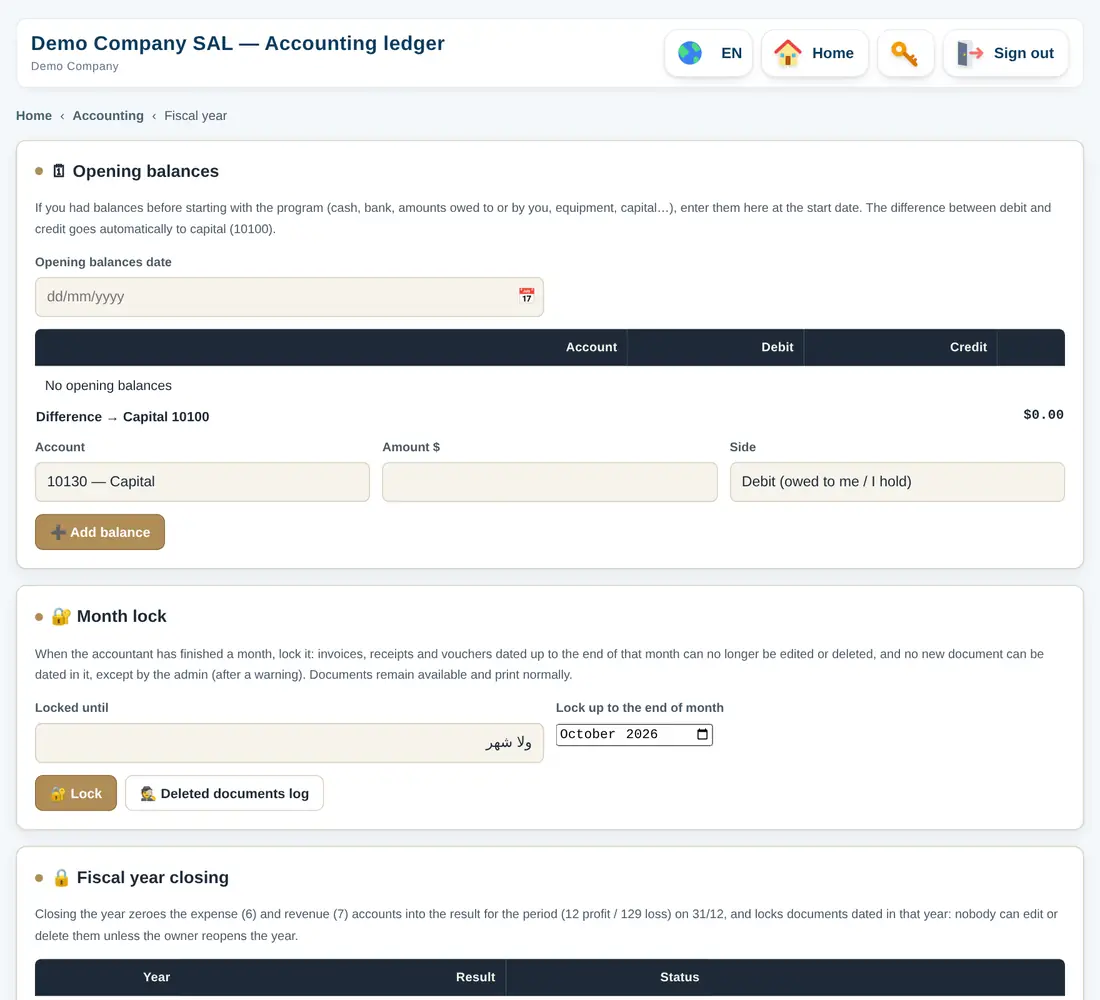 Demo Company SAL — Accounting ledger
Demo Company
EN
Home
Sign out
Home ‹ Accounting ‹ Fiscal year
Opening balances
If you had balances before starting with the program (cash, bank, amounts owed to or by you, equipment, capital…), enter them here at the start date. The difference between debit and
credit goes automatically to capital (10100).
Opening balances date
dd/mm/yyyy
Account Debit Credit
No opening balances
Difference → Capital 10100 $0.00
Account Amount $ Side
10130 — Capital Debit (owed to me / I hold)
➕ Add balance
Month lock
When the accountant has finished a month, lock it: invoices, receipts and vouchers dated up to the end of that month can no longer be edited or deleted, and no new document can be
dated in it, except by the admin (after a warning). Documents remain available and print normally.
Locked until Lock up to the end of month
ولا شهر October 2026
Lock Deleted documents log
Fiscal year closing
Closing the year zeroes the expense (6) and revenue (7) accounts into the result for the period (12 profit / 129 loss) on 31/12, and locks documents dated in that year: nobody can edit or
delete them unless the owner reopens the year.
Year Result Status